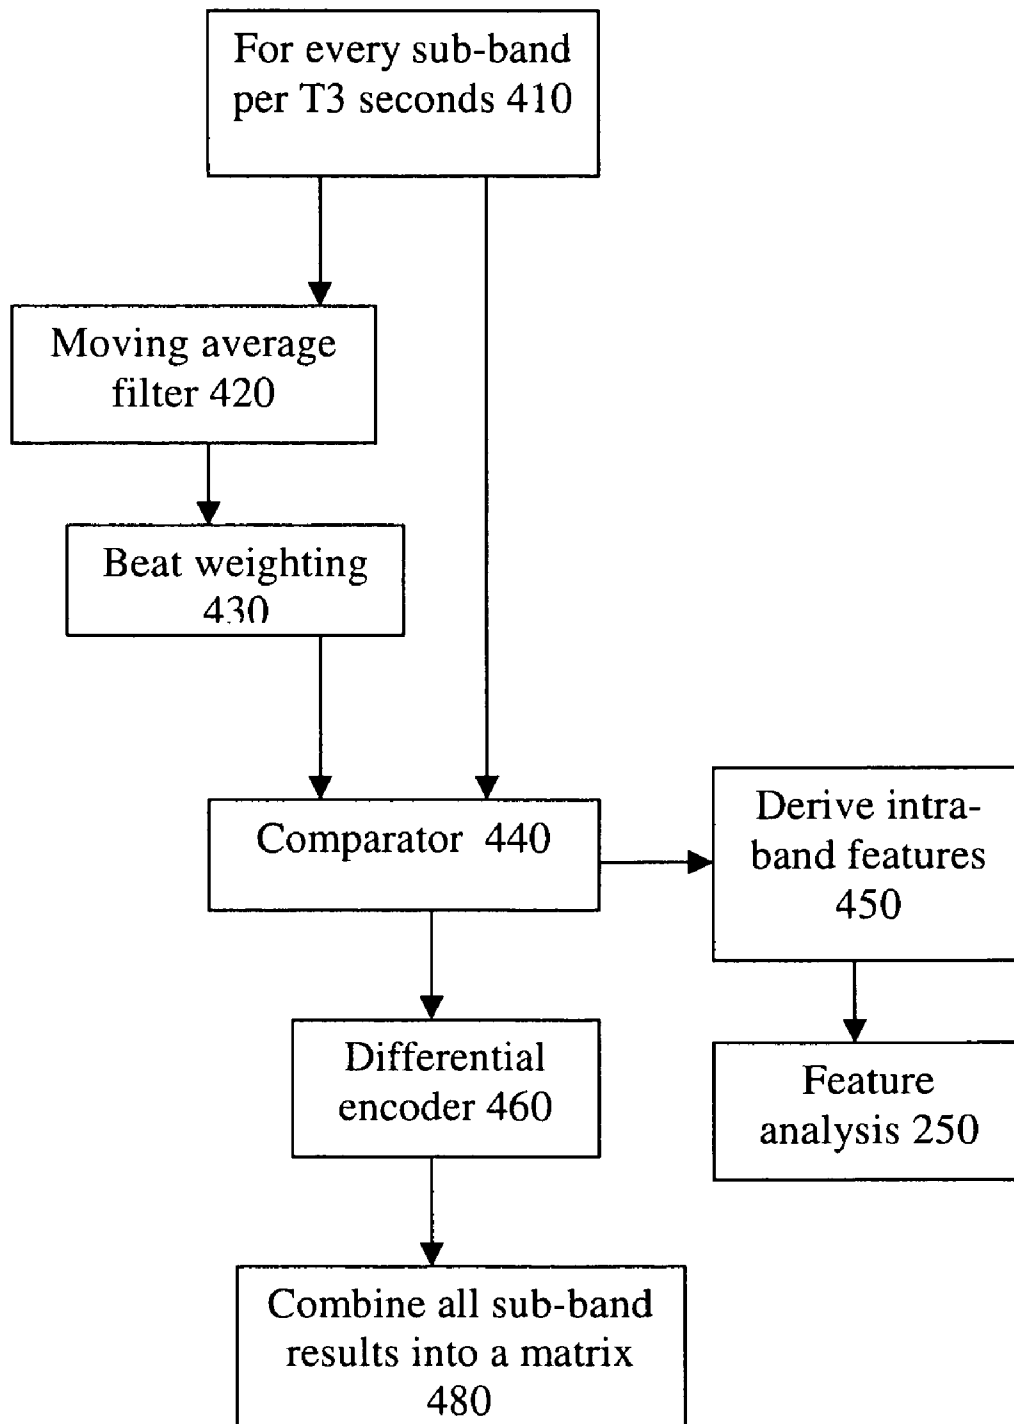 For every sub-band
per T3 seconds 410
Moving average
filter 420
Beat weighting
430
Comparator 440
Derive intra-
band features
450
Differential
encoder 460
Feature
analysis 250
Combine all sub-band
results into a matrix
480